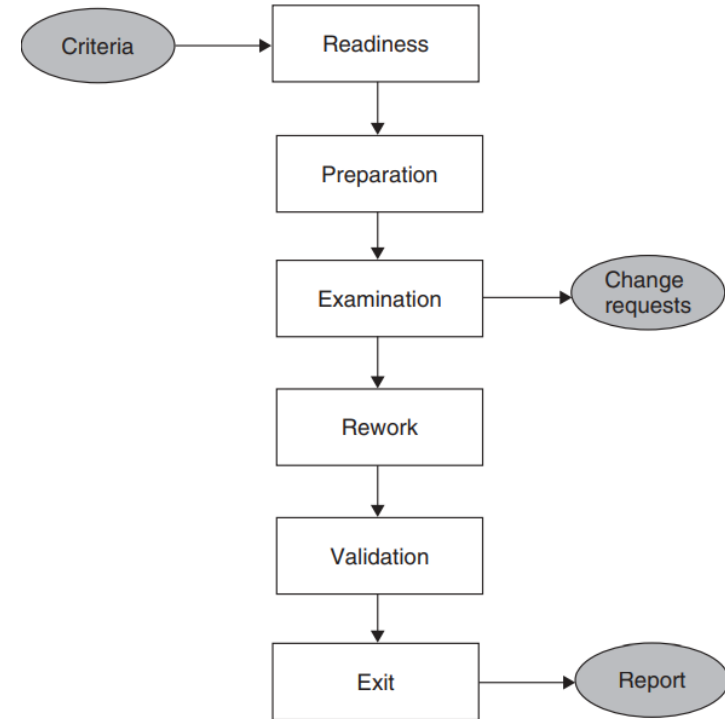 Criteria
Readiness
Preparation
Examination
Change
requests
Rework
Validation
Exit
Report